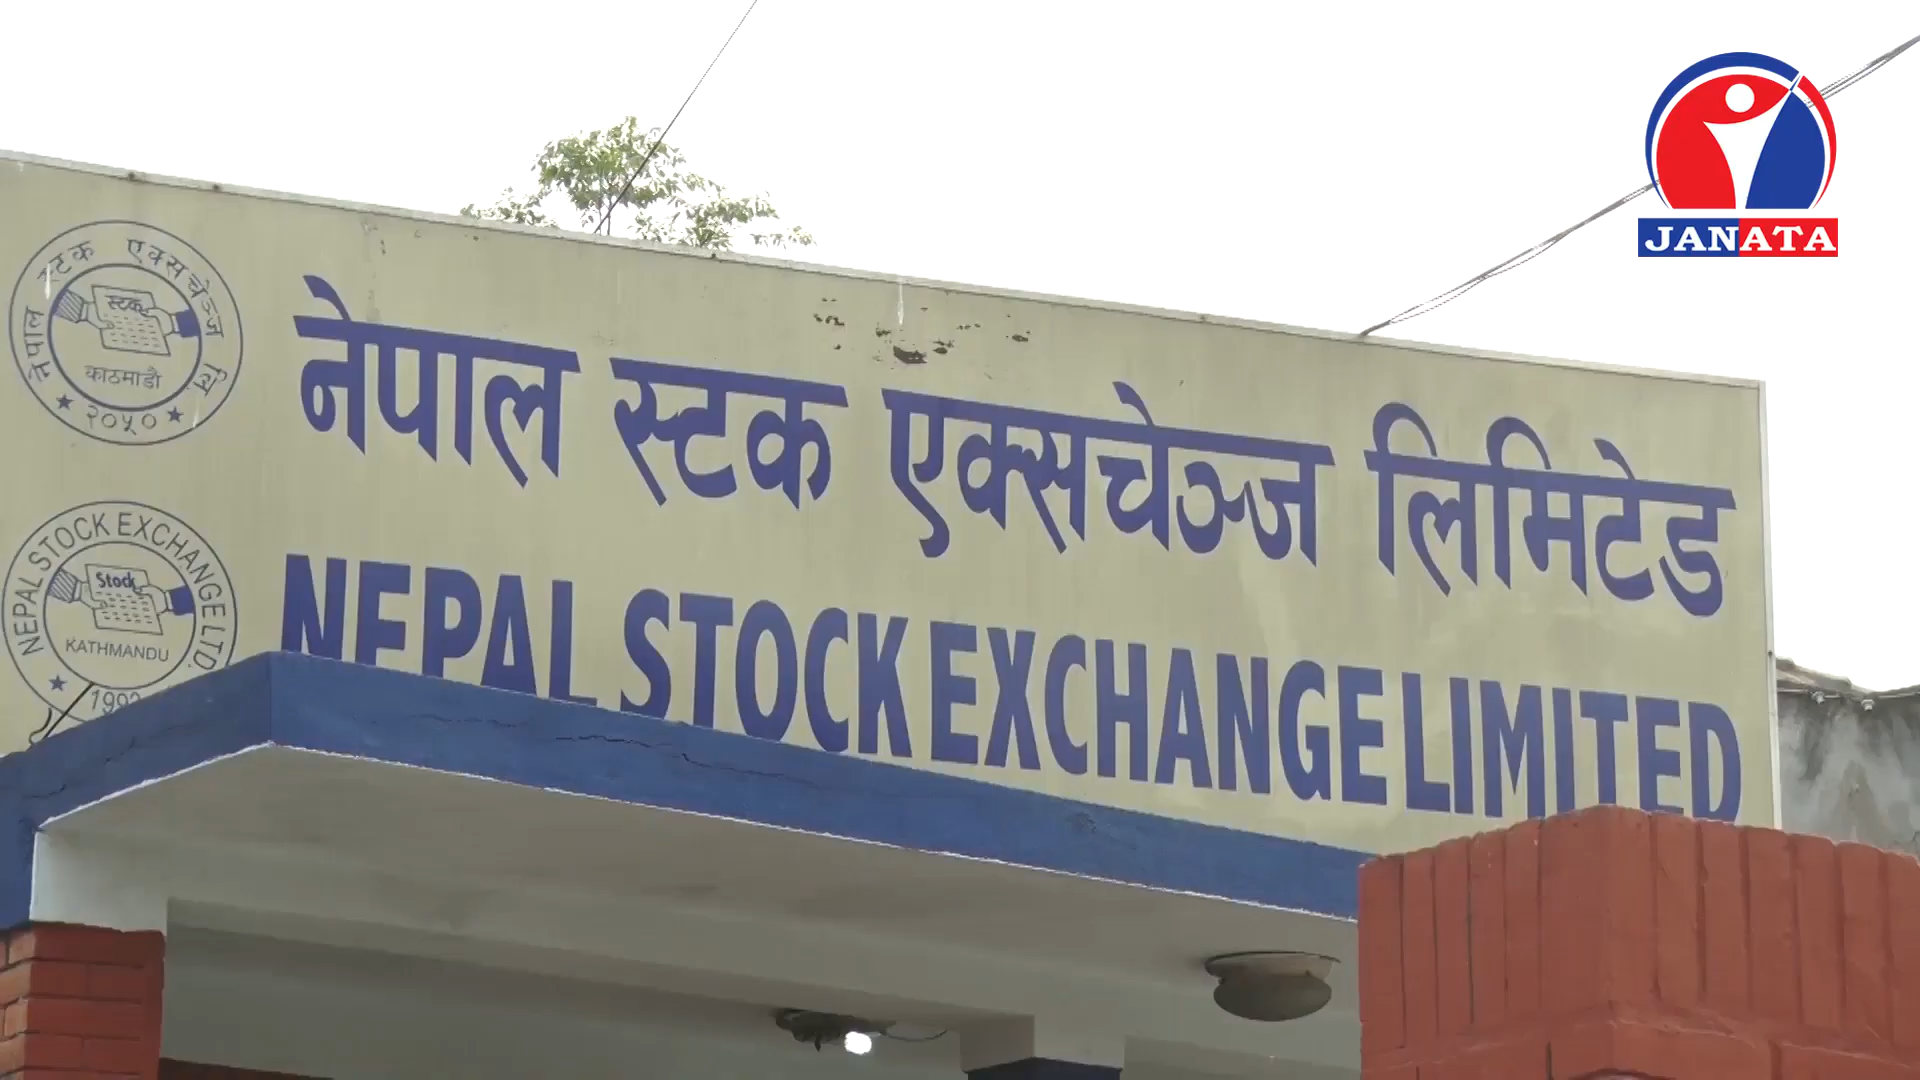 नेपाल स्टक एक्सचेञ्ज लि
स्टक
काठमाडौं
२०५०
नेपाल स्टक एक्सचेञ्ज लिमिटेड
NEPAL STOCK EXCHANGE LTD.
Stock
KATHMANDU
NEPAL STOCK EXCHANGE LIMITED
JANATA